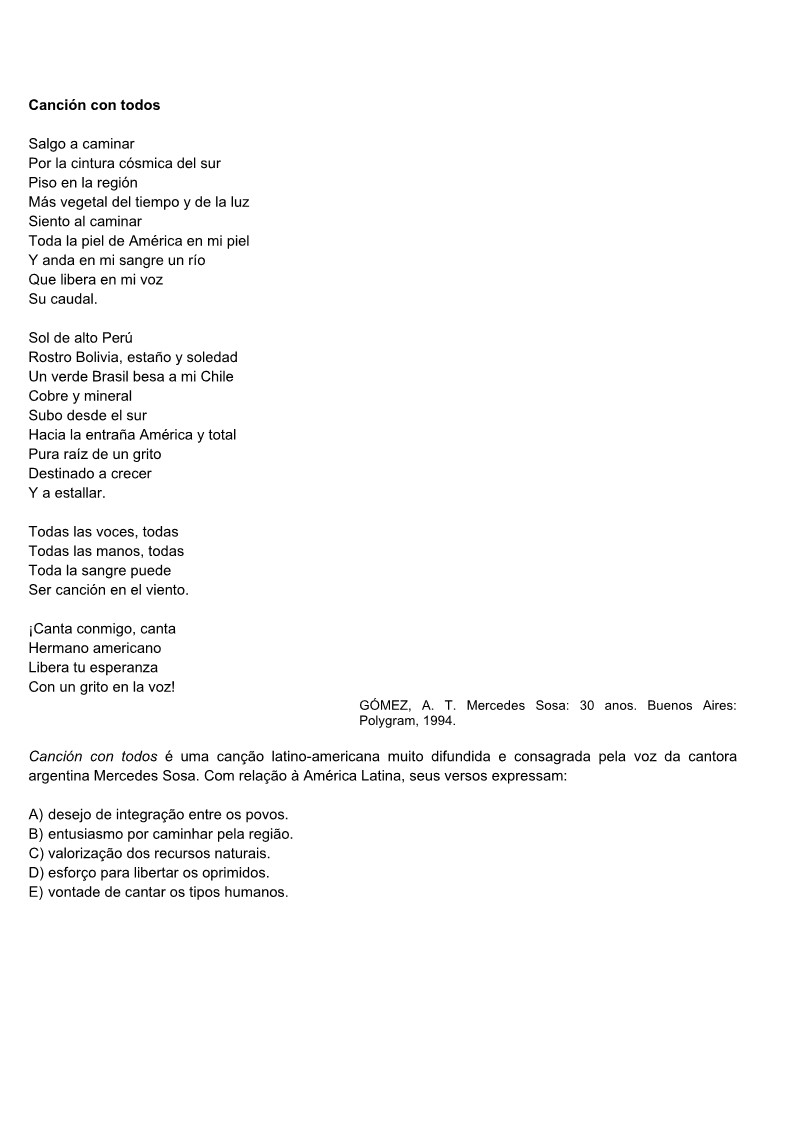 Canción con todos
Salgo a caminar
Por la cintura cósmica del sur
Piso en la región
Más vegetal del tiempo y de la luz
Siento al caminar
Toda la piel de América en mi piel
Y anda en mi sangre un río
Que libera en mi voz
Su caudal.
Sol de alto Perú
Rostro Bolivia, estaño y soledad
Un verde Brasil besa a mi Chile
Cobre y mineral
Subo desde el sur
Hacia la entraña América y total
Pura raíz de un grito
Destinado a crecer
Y a estallar.
Todas las voces, todas
Todas las manos, todas
Toda la sangre puede
Ser canción en el viento.
¡Canta conmigo, canta
Hermano americano
Libera tu esperanza
Con un grito en la voz!
GÓMEZ, A. T. Mercedes Sosa: 30 anos. Buenos Aires:
Polygram, 1994.
Canción con todos é uma canção latino-americana muito difundida e consagrada pela voz da cantora
argentina Mercedes Sosa. Com relação à América Latina, seus versos expressam:
A) desejo de integração entre os povos.
B) entusiasmo por caminhar pela região.
C) valorização dos recursos naturais.
D) esforço para libertar os oprimidos.
E) vontade de cantar os tipos humanos.